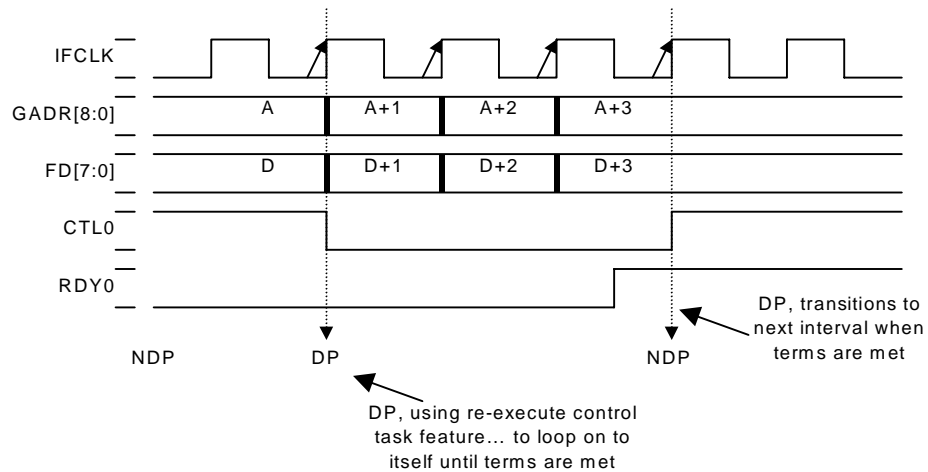 IFCLK
GADR[8:0]
A
A+1
A+2
A+3
FD[7:0]
D
D+1
D+2
D+3
CTL0
RDY0
NDP
DP
NDP
DP, transitions to
next interval when
terms are met
DP, using re-execute control
task feature... to loop on to
itself until terms are met